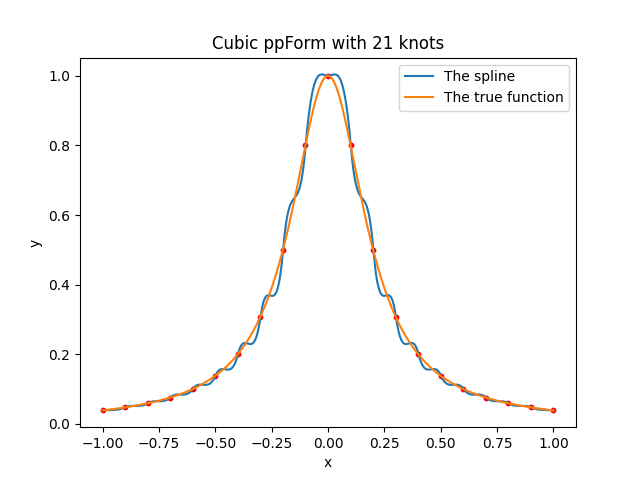 Cubic ppForm with 21 knots
The spline
The true function
1.0
0.8
0.6
0.4
0.2
0.0
y
−1.00 −0.75 −0.50 −0.25 0.00 0.25 0.50 0.75 1.00
x